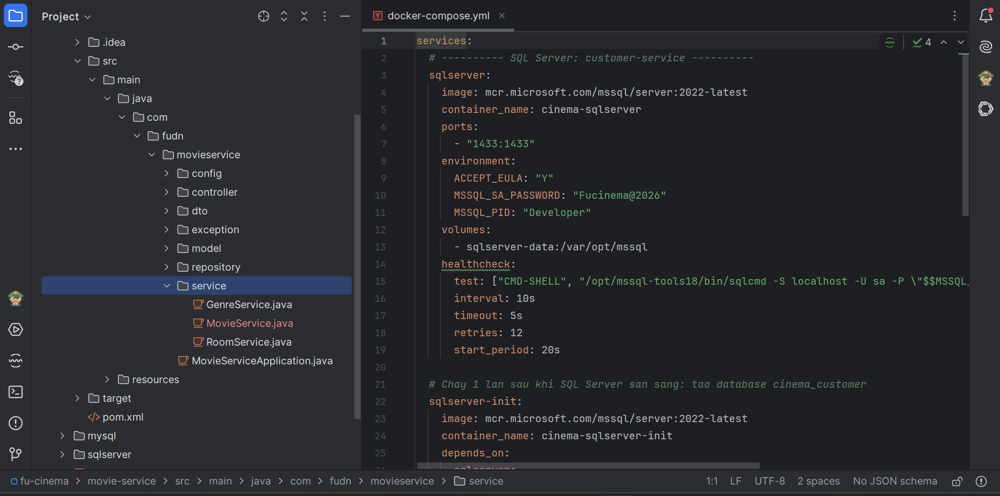 Project
docker-compose.yml
.idea
src
main
java
com
fudn
movieservice
config
controller
dto
exception
model
repository
service
GenreService.java
MovieService.java
RoomService.java
MovieServiceApplication.java
resources
target
pom.xml
mysql
sqlserver
4
1 services:
2 # ---------- SQL Server: customer-service ----------
3 sqlserver:
4 image: mcr.microsoft.com/mssql/server:2022-latest
5 container_name: cinema-sqlserver
6 ports:
7 - "1433:1433"
8 environment:
9 ACCEPT_EULA: "Y"
10 MSSQL_SA_PASSWORD: "Fucinema@2026"
11 MSSQL_PID: "Developer"
12 volumes:
13 - sqlserver-data:/var/opt/mssql
14 healthcheck:
15 test: ["CMD-SHELL", "/opt/mssql-tools18/bin/sqlcmd -S localhost -U sa -P \"$$MSSQL_
16 interval: 10s
17 timeout: 5s
18 retries: 12
19 start_period: 20s
20
21 # Chay 1 lan sau khi SQL Server san sang: tao database cinema_customer
22 sqlserver-init:
23 image: mcr.microsoft.com/mssql/server:2022-latest
24 container_name: cinema-sqlserver-init
25 depends_on:
26 sqlserver:
fu-cinema > movie-service > src > main > java > com > fudn > movieservice > service
1:1 LF UTF-8 2 spaces No JSON schema